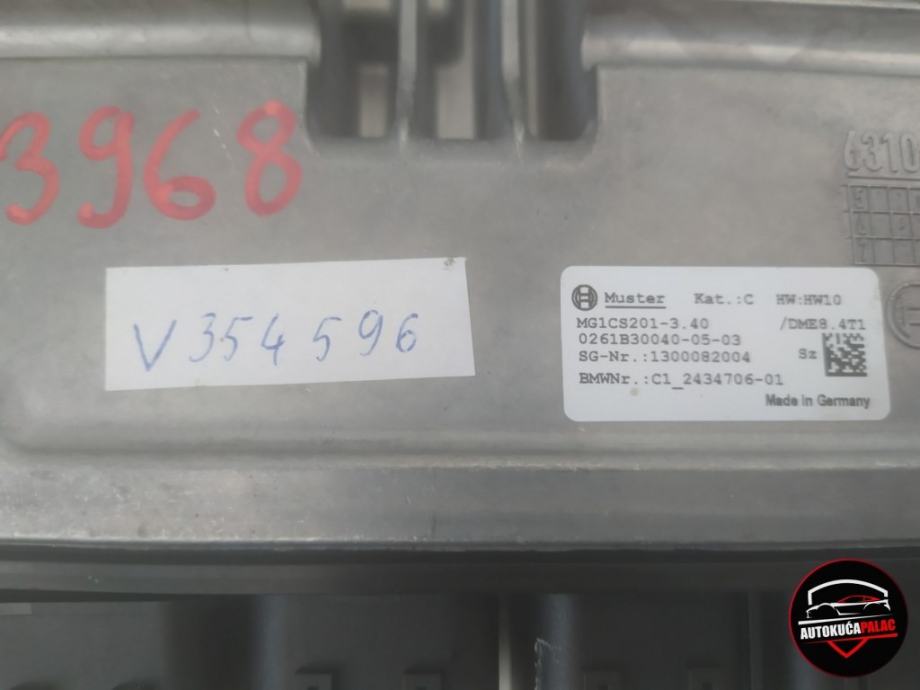 3968
6310
V354596
Muster Kat.:C HW:HW10
MG1CS201-3.40 /DME8.4T1
0261B30040-05-03
SG-Nr.:1300082004 Sz
BMWNr.:C1_2434706-01
Made in Germany
AUTOKUĆAPALAC